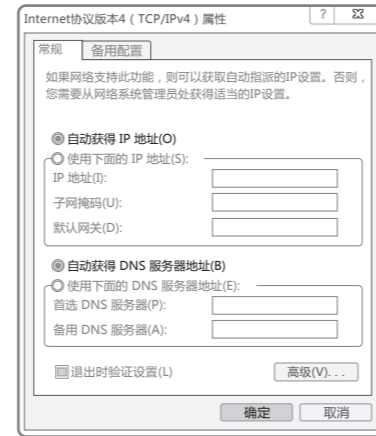 Internet协议版本4（TCP/IPv4）属性
常规 备用配置
如果网络支持此功能，则可以获取自动指派的IP设置。否则，
您需要从网络系统管理员处获得适当的IP设置。
自动获得 IP 地址(O)
使用下面的 IP 地址(S):
IP 地址(I):
子网掩码(U):
默认网关(D):
自动获得 DNS 服务器地址(B)
使用下面的 DNS 服务器地址(E):
首选 DNS 服务器(P):
备用 DNS 服务器(A):
退出时验证设置(L) 高级(V)...
确定 取消